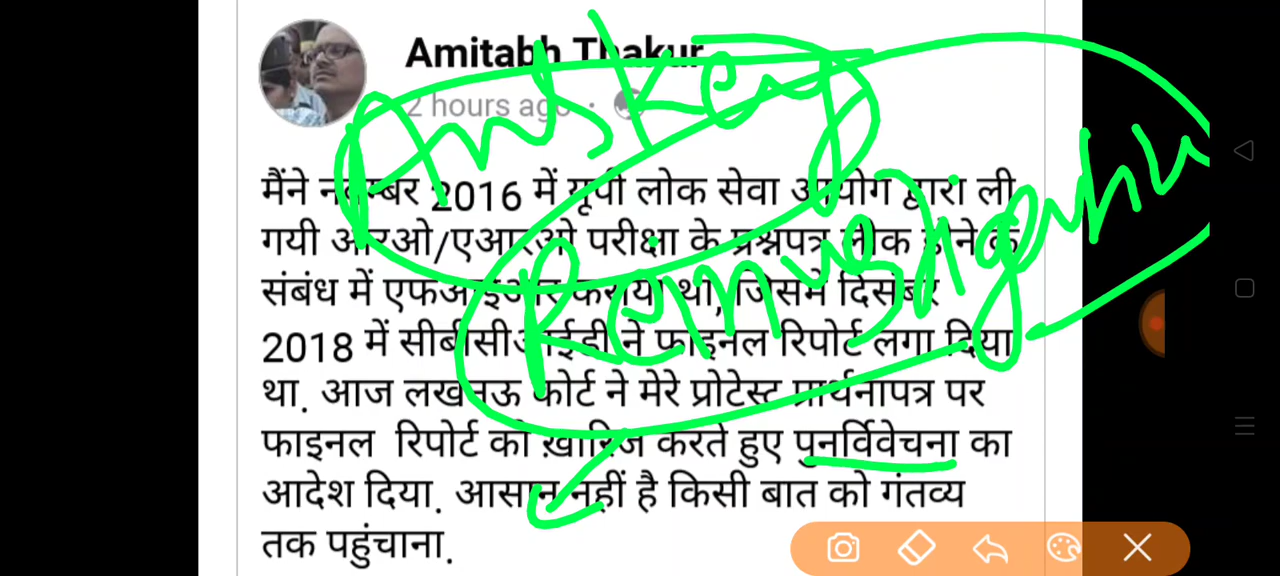 Amitabh Thakur
2 hours ago ·
Ans key
मैंने नवम्बर 2016 में यूपी लोक सेवा आयोग द्वारा ली
गयी आरओ/एआरओ परीक्षा के प्रश्नपत्र लीक होने के
संबंध में एफआईआर कराया था, जिसमें दिसंबर
2018 में सीबीसीआईडी ने फाइनल रिपोर्ट लगा दिया
था. आज लखनऊ कोर्ट ने मेरे प्रोटेस्ट प्रार्थनापत्र पर
फाइनल रिपोर्ट को ख़ारिज करते हुए पुनर्विवेचना का
आदेश दिया. आसान नहीं है किसी बात को गंतव्य
तक पहुंचाना.